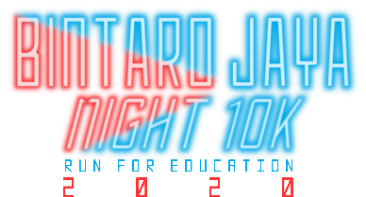 BINTARO JAYA
NIGHT 10K
RUN FOR EDUCATION
2020